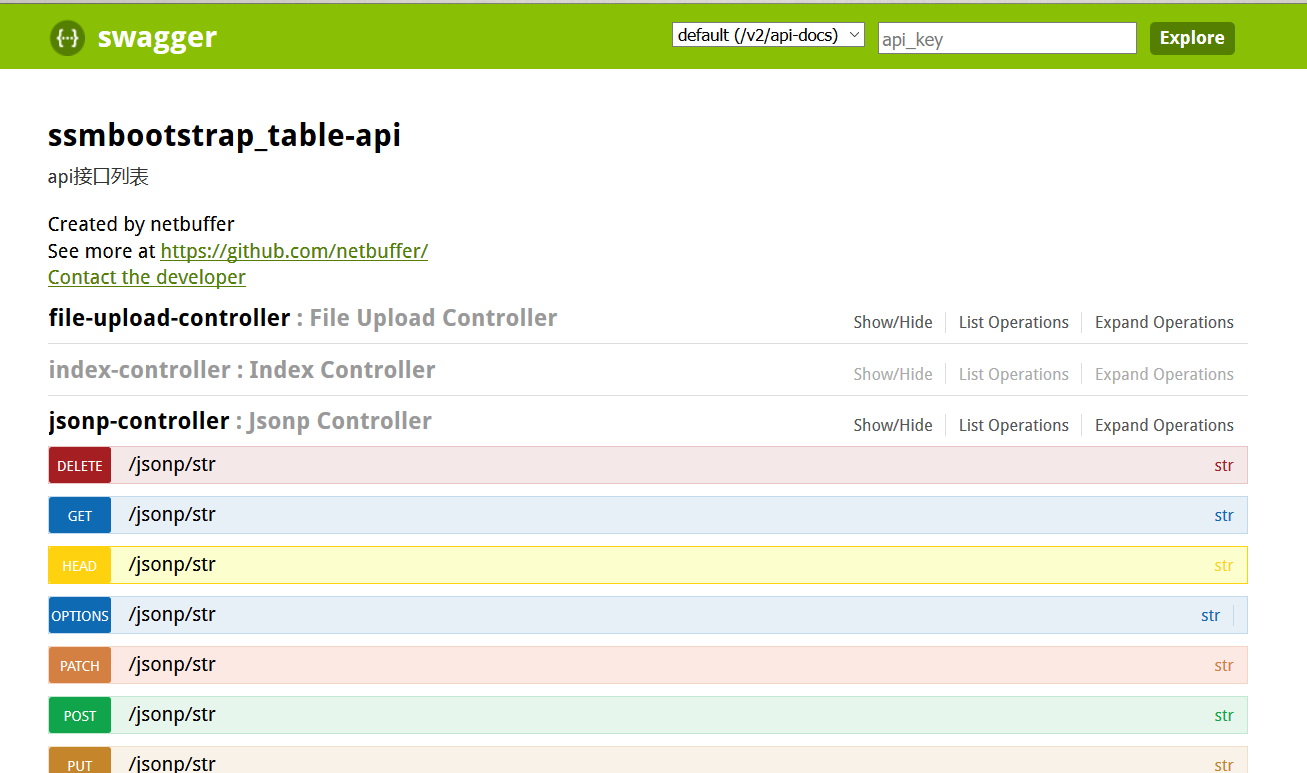 swagger default (/v2/api-docs) api_key Explore
ssmbootstrap_table-api
api接口列表
Created by netbuffer
See more at https://github.com/netbuffer/
Contact the developer
file-upload-controller : File Upload Controller Show/Hide List Operations Expand Operations
index-controller : Index Controller Show/Hide List Operations Expand Operations
jsonp-controller : Jsonp Controller Show/Hide List Operations Expand Operations
DELETE /jsonp/str str
GET /jsonp/str str
HEAD /jsonp/str str
OPTIONS /jsonp/str str
PATCH /jsonp/str str
POST /jsonp/str str
PUT /jsonp/str str